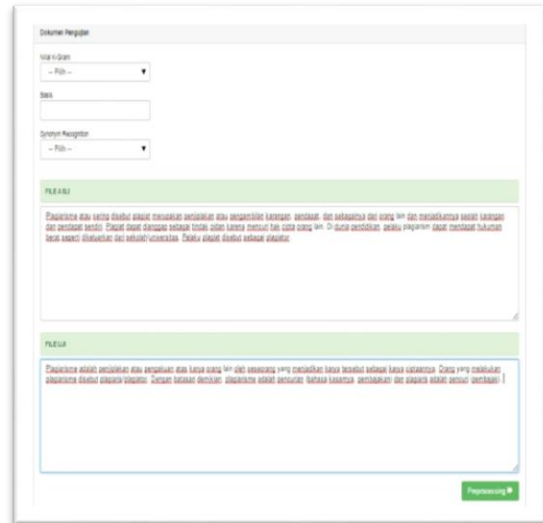 Dokumen Pengujian
Nilai K-Gram
-- Pilih --
Basis
Synonym Recognition
-- Pilih --
FILE ASLI
Plagiarisme atau sering disebut plagiat merupakan penjiplakan atau pengambilan karangan, pendapat, dan sebagainya dari orang lain dan menjadikannya seolah karangan
dan pendapat sendiri. Plagiat dapat dianggap sebagai tindak pidan karena mencuri hak cipta orang lain. Di dunia pendidikan, pelaku plagiarism dapat mendapat hukuman
berat seperti dikeluarkan dari sekolah/universitas. Pelaku plagiat disebut sebagai plagiator.
FILE UJI
Plagiarisme adalah penjiplakan atau pengakuan atas karya orang lain oleh seseorang yang menjadikan karya tersebut sebagai karya ciptaannya. Orang yang melakukan
plagiarisme disebut plagiaris/plagiator. Dengan batasan demikian, plagiarisme adalah pencurian (bahasa kasarnya, pembajakan) dan plagiaris adalah pencuri (pembajak).
Preprocessing